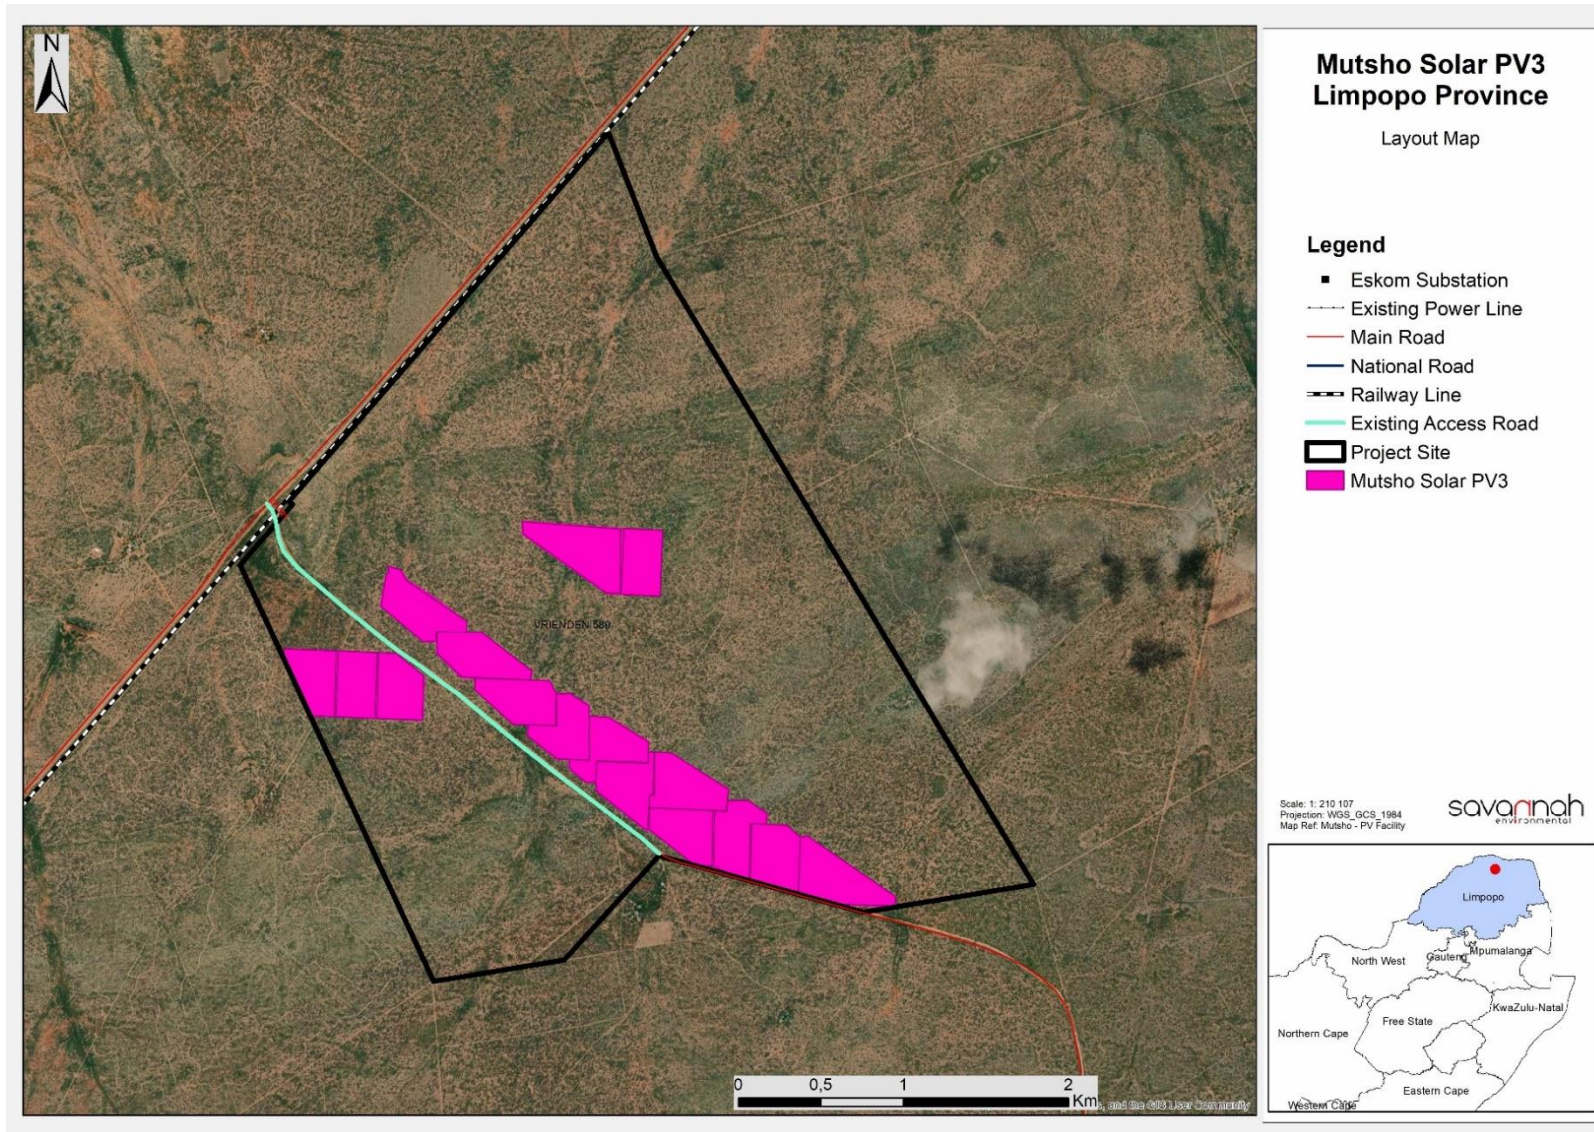 N
Mutsho Solar PV3
Limpopo Province
Layout Map
Legend
Eskom Substation
Existing Power Line
Main Road
National Road
Railway Line
Existing Access Road
Project Site
Mutsho Solar PV3
VRIENDEN 589
Scale: 1: 210 107
Projection: WGS_GCS_1984
Map Ref: Mutsho - PV Facility
savannah
environmental
Limpopo
North West
Gauteng
Mpumalanga
KwaZulu-Natal
Free State
Northern Cape
Eastern Cape
Western Cape
0 0,5 1 2
Km
and the GIS User Community